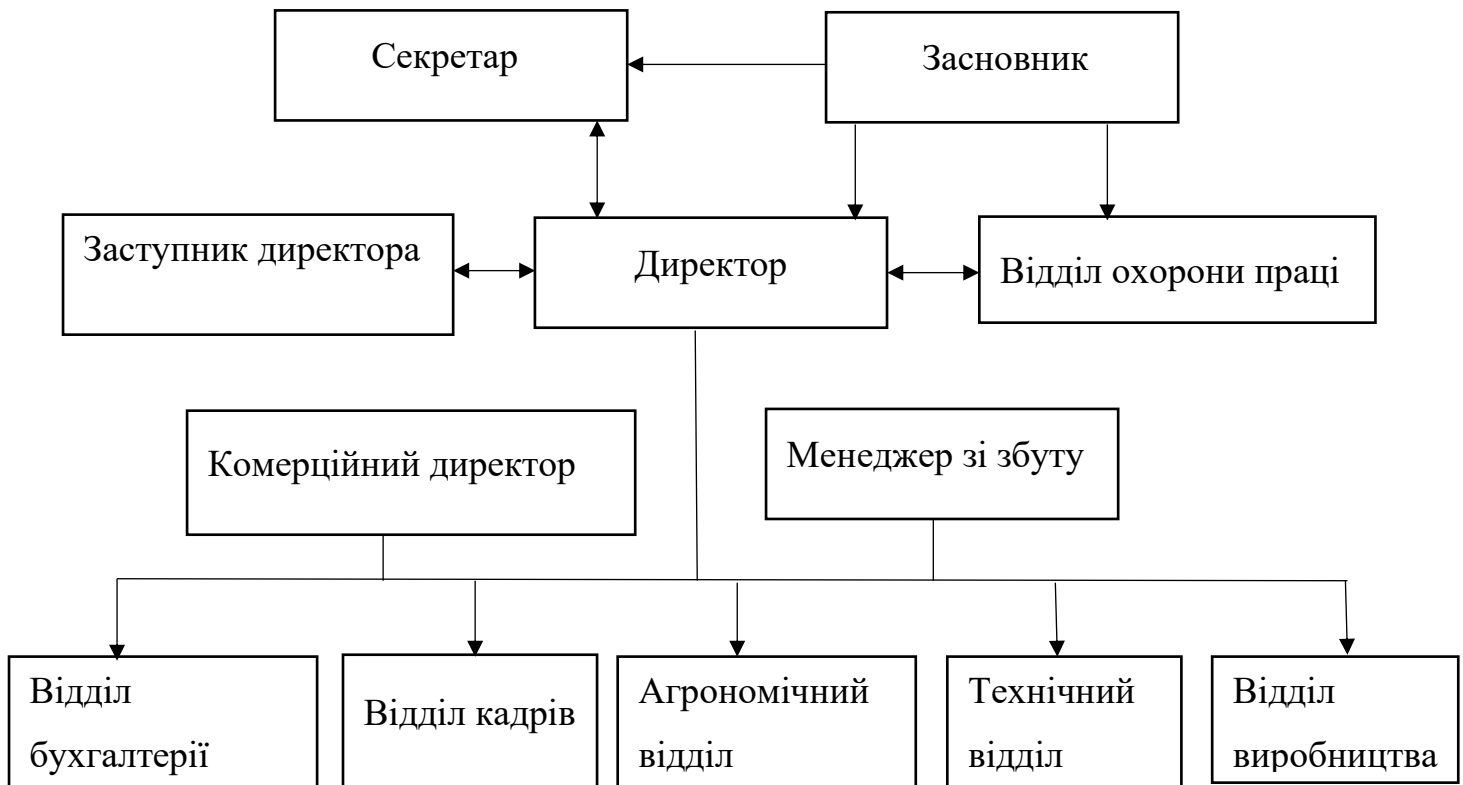 Секретар
Засновник
Заступник директора
Директор
Відділ охорони праці
Комерційний директор
Менеджер зі збуту
Відділ
бухгалтерії
Відділ кадрів
Агрономічний
відділ
Технічний
відділ
Відділ
виробництва